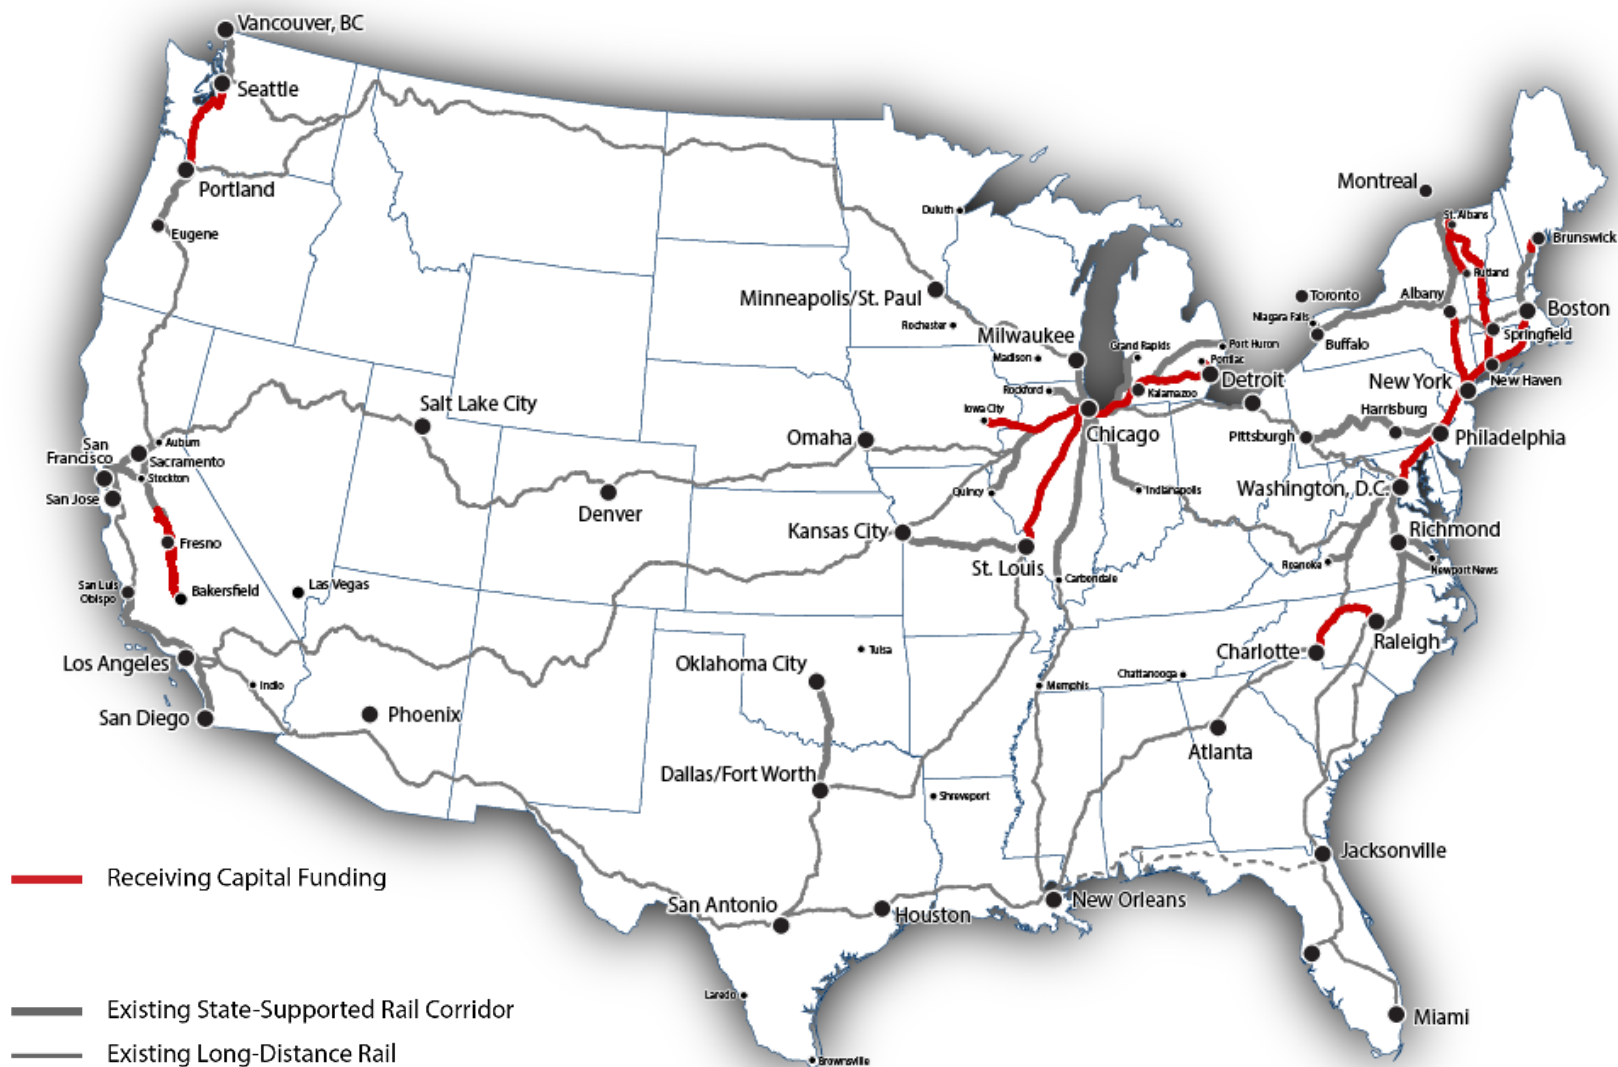 Vancouver, BC
Seattle
Portland
Eugene
Duluth
Minneapolis/St. Paul
Rochester
Milwaukee
Madison
Rockford
Iowa City
Grand Rapids
Port Huron
Pontiac
Detroit
Kalamazoo
Chicago
Montreal
St. Albans
Brunswick
Rutland
Toronto
Albany
Niagara Falls
Buffalo
Boston
Springfield
New Haven
New York
Harrisburg
Pittsburgh
Philadelphia
Washington, D.C.
Richmond
Newport News
Roanoke
Salt Lake City
Omaha
Denver
Kansas City
Quincy
Indianapolis
St. Louis
Carbondale
Auburn
San
Francisco
Sacramento
Stockton
San Jose
Fresno
San Luis
Obispo
Bakersfield
Las Vegas
Los Angeles
Indio
San Diego
Phoenix
Oklahoma City
Tulsa
Memphis
Chattanooga
Charlotte
Raleigh
Atlanta
Dallas/Fort Worth
Shreveport
Jacksonville
San Antonio
Houston
New Orleans
Laredo
Brownsville
Miami
Receiving Capital Funding
Existing State-Supported Rail Corridor
Existing Long-Distance Rail